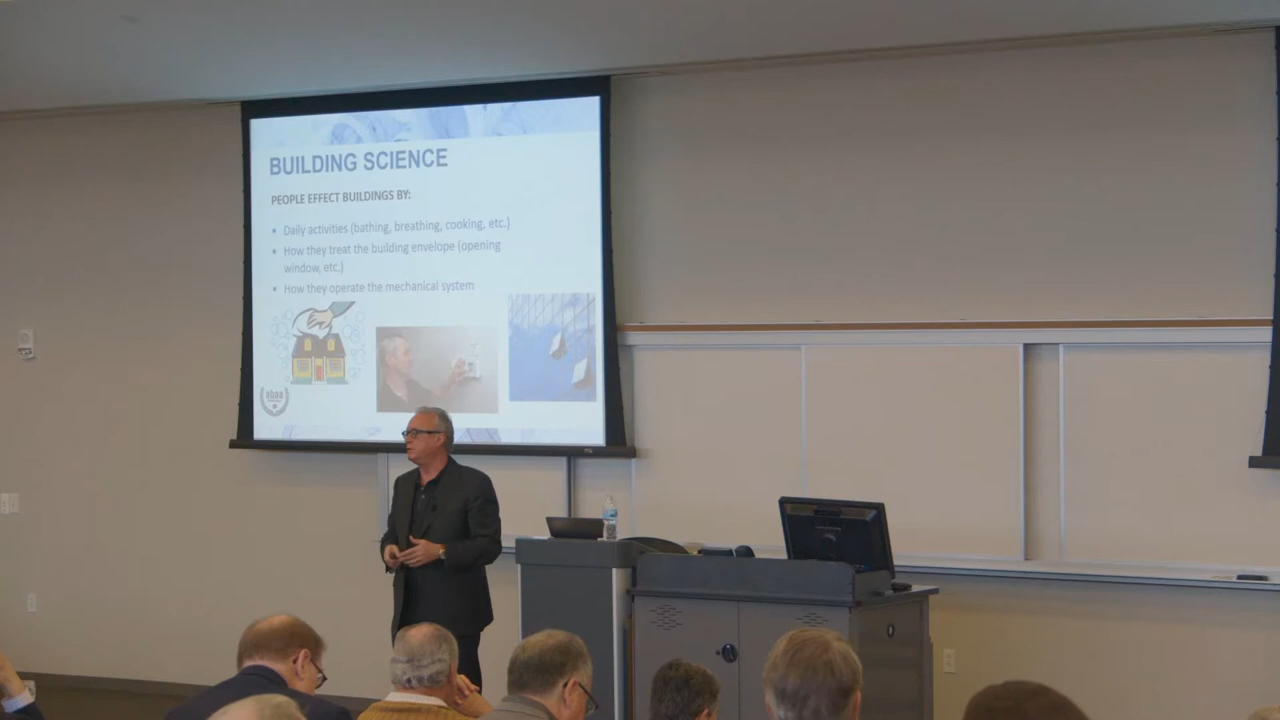 BUILDING SCIENCE
PEOPLE EFFECT BUILDINGS BY:
• Daily activities (bathing, breathing, cooking, etc.)
• How they treat the building envelope (opening
window, etc.)
• How they operate the mechanical system
abaa